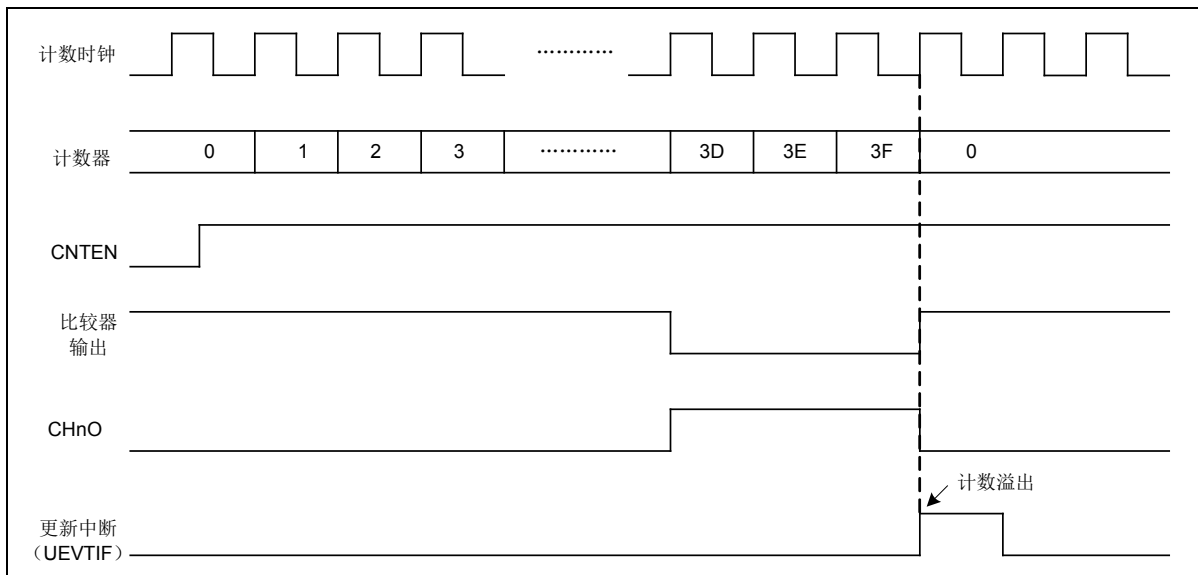 计数时钟
…………
计数器
0 1 2 3 ………… 3D 3E 3F 0
CNTEN
比较器
输出
CHnO
计数溢出
更新中断
（UEVTIF）